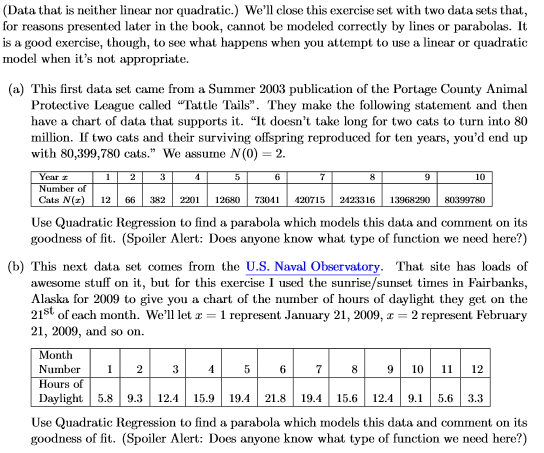 (Data that is neither linear nor quadratic.) We'll close this exercise set with two data sets that,
for reasons presented later in the book, cannot be modeled correctly by lines or parabolas. It
is a good exercise, though, to see what happens when you attempt to use a linear or quadratic
model when it's not appropriate.
(a) This first data set came from a Summer 2003 publication of the Portage County Animal
Protective League called "Tattle Tails". They make the following statement and then
have a chart of data that supports it. "It doesn't take long for two cats to turn into 80
million. If two cats and their surviving offspring reproduced for ten years, you'd end up
with 80,399,780 cats." We assume N(0) = 2.
Year x 1 2 3 4 5 6 7 8 9 10
Number of
Cats N(x) 12 66 382 2201 12680 73041 420715 2423316 13968290 80399780
Use Quadratic Regression to find a parabola which models this data and comment on its
goodness of fit. (Spoiler Alert: Does anyone know what type of function we need here?)
(b) This next data set comes from the U.S. Naval Observatory. That site has loads of
awesome stuff on it, but for this exercise I used the sunrise/sunset times in Fairbanks,
Alaska for 2009 to give you a chart of the number of hours of daylight they get on the
21st of each month. We'll let x = 1 represent January 21, 2009, x = 2 represent February
21, 2009, and so on.
Month
Number 1 2 3 4 5 6 7 8 9 10 11 12
Hours of
Daylight 5.8 9.3 12.4 15.9 19.4 21.8 19.4 15.6 12.4 9.1 5.6 3.3
Use Quadratic Regression to find a parabola which models this data and comment on its
goodness of fit. (Spoiler Alert: Does anyone know what type of function we need here?)